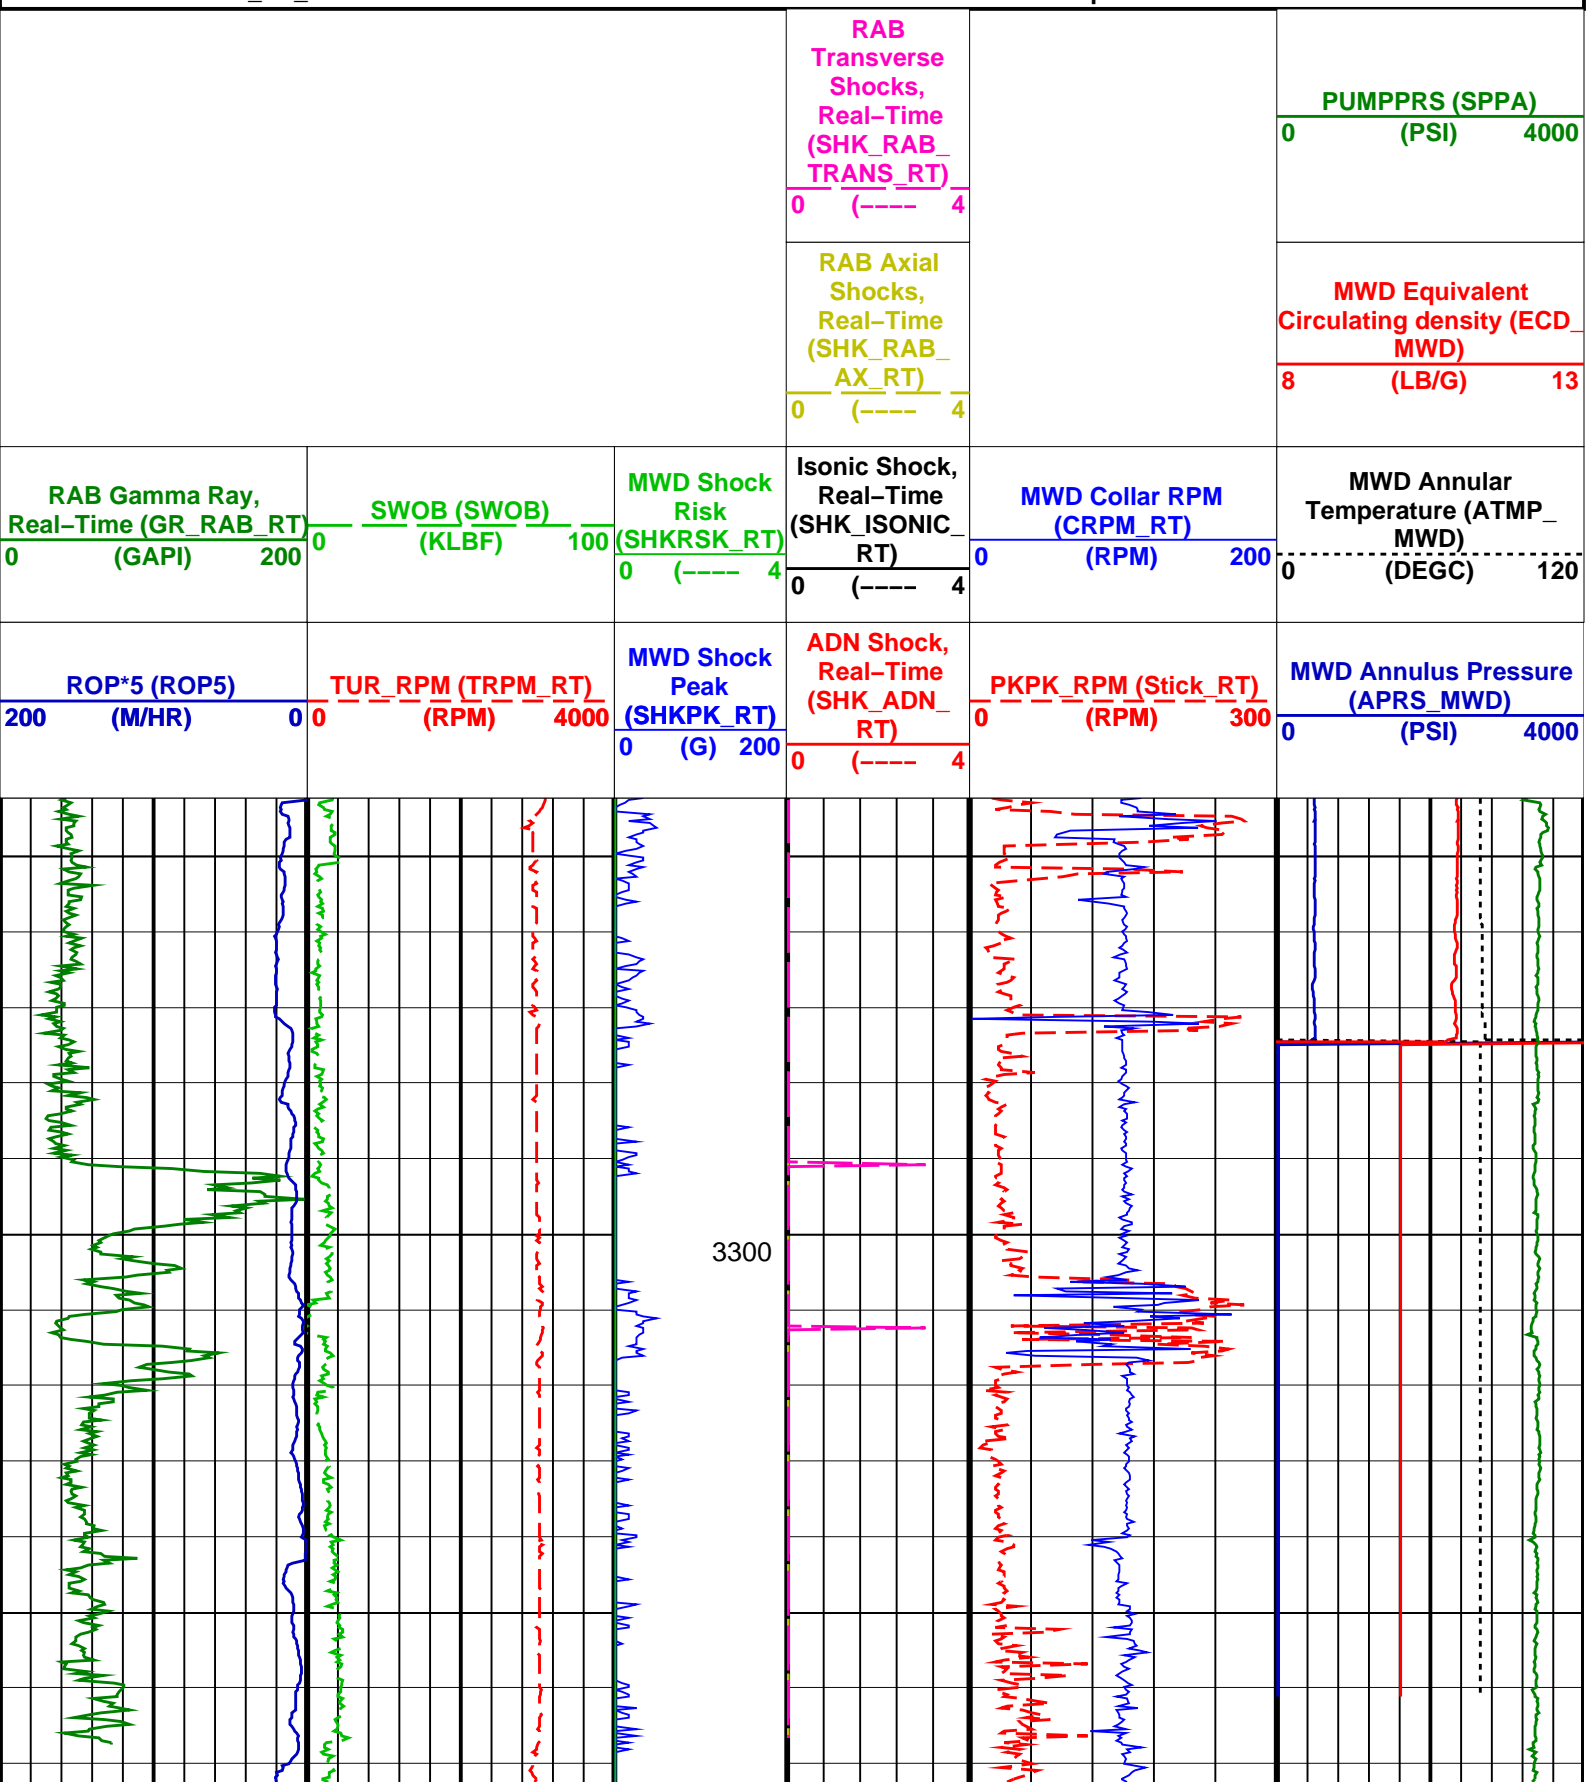 RAB
Transverse
Shocks,
Real−Time
(SHK_RAB_
TRANS_RT)
0 (−−−− 4
PUMPPRS (SPPA)
0 (PSI) 4000
RAB Axial
Shocks,
Real−Time
(SHK_RAB_
AX_RT)
0 (−−−− 4
MWD Equivalent
Circulating density (ECD_
MWD)
8 (LB/G) 13
RAB Gamma Ray,
Real−Time (GR_RAB_RT)
0 (GAPI) 200
SWOB (SWOB)
0 (KLBF) 100
MWD Shock
Risk
(SHKRSK_RT)
0 (−−−− 4
Isonic Shock,
Real−Time
(SHK_ISONIC_
RT)
0 (−−−− 4
MWD Collar RPM
(CRPM_RT)
0 (RPM) 200
MWD Annular
Temperature (ATMP_
MWD)
0 (DEGC) 120
ROP*5 (ROP5)
200 (M/HR) 0
TUR_RPM (TRPM_RT)
0 (RPM) 4000
MWD Shock
Peak
(SHKPK_RT)
0 (G) 200
ADN Shock,
Real−Time
(SHK_ADN_
RT)
0 (−−−− 4
PKPK_RPM (Stick_RT)
0 (RPM) 300
MWD Annulus Pressure
(APRS_MWD)
0 (PSI) 4000
3300